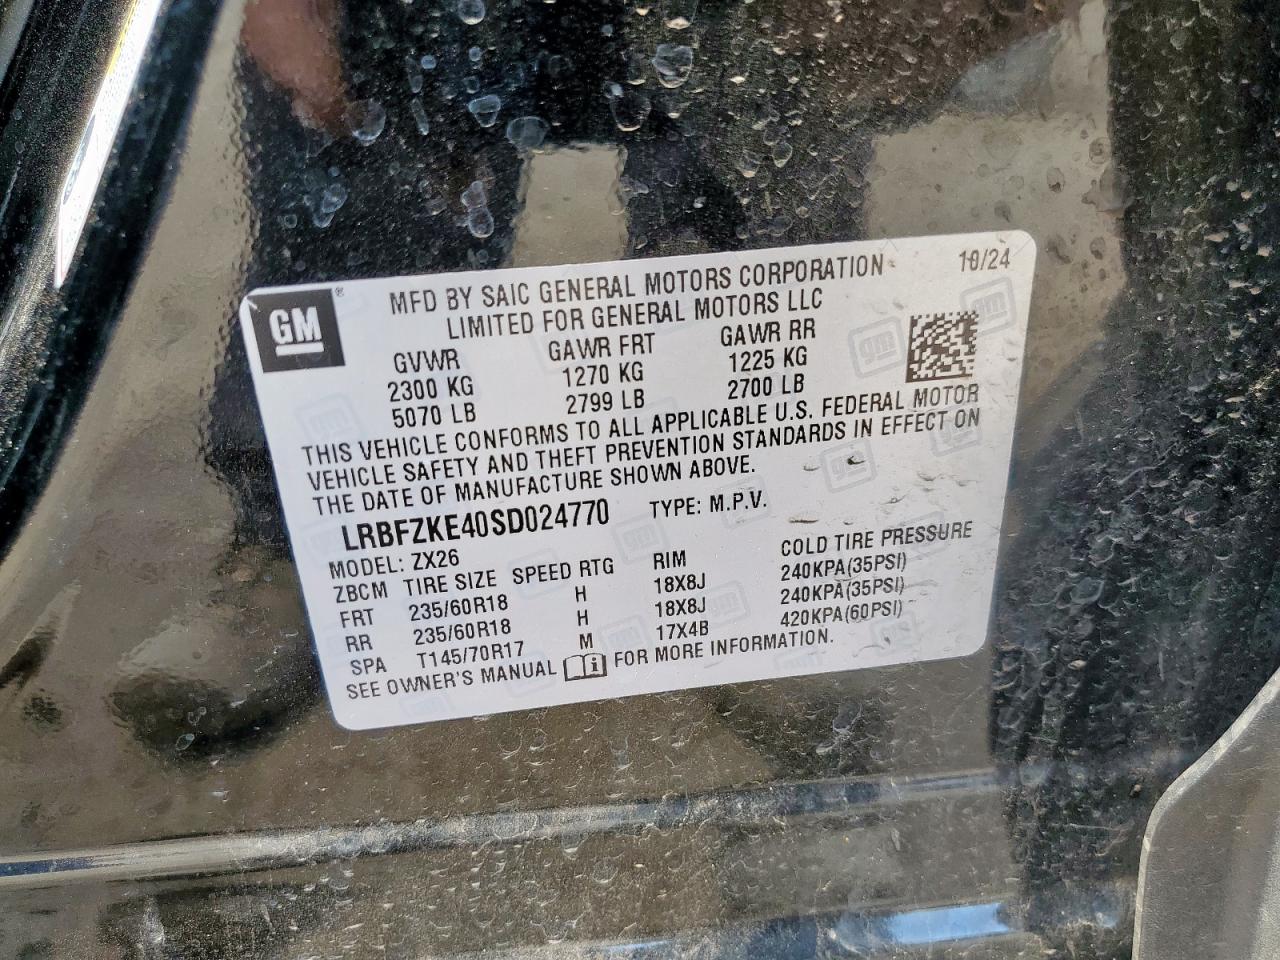 GM ®
MFD BY SAIC GENERAL MOTORS CORPORATION 10/24
LIMITED FOR GENERAL MOTORS LLC
GVWR GAWR FRT GAWR RR
2300 KG 1270 KG 1225 KG
5070 LB 2799 LB 2700 LB
THIS VEHICLE CONFORMS TO ALL APPLICABLE U.S. FEDERAL MOTOR
VEHICLE SAFETY AND THEFT PREVENTION STANDARDS IN EFFECT ON
THE DATE OF MANUFACTURE SHOWN ABOVE.
LRBFZKE40SD024770 TYPE: M.P.V.
MODEL: ZX26
ZBCM TIRE SIZE SPEED RTG RIM COLD TIRE PRESSURE
FRT 235/60R18 H 18X8J 240KPA(35PSI)
RR 235/60R18 H 18X8J 240KPA(35PSI)
SPA T145/70R17 M 17X4B 420KPA(60PSI)
SEE OWNER'S MANUAL FOR MORE INFORMATION.